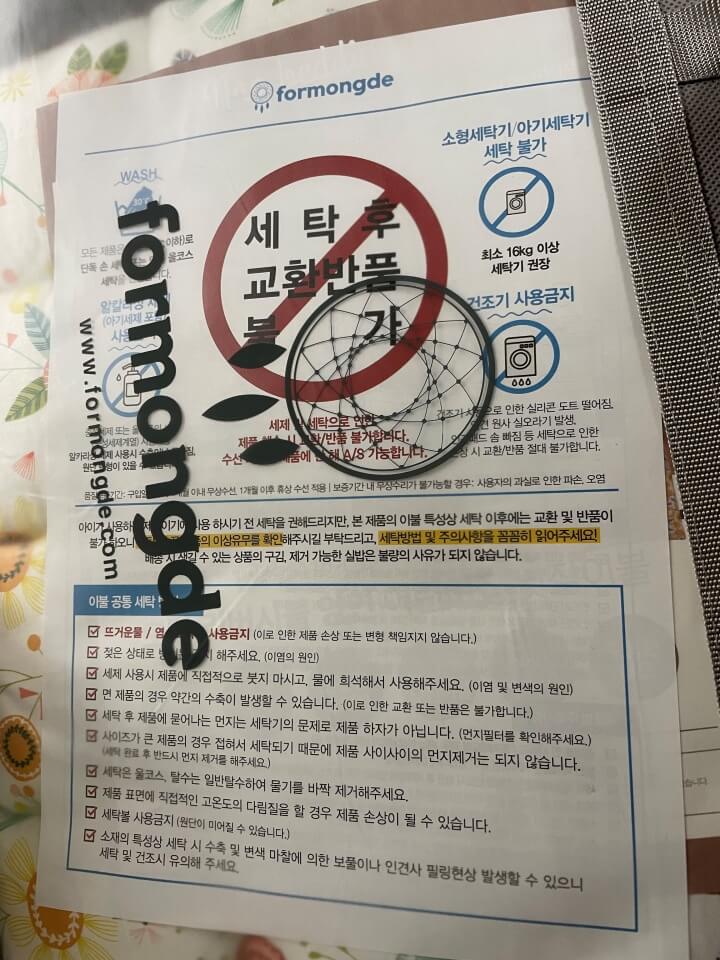 formongde
WASH
모든 제품은
단독 손 세
울코스
세탁
알칼리성
(아기세제 포
사용
세 탁 후
교환반품
불 가
소형세탁기/아기세탁기
세탁 불가
최소 16kg 이상
세탁기 권장
건조기 사용금지
세제 및 세탁으로 인한
제품 시 교환/반품 불가합니다.
수선 제품에 A/S 가능합니다.
건조기 사용으로 인한 실리콘 도트 떨어짐,
원사 실오라기 발생,
솜 빠짐 등 세탁으로 인한
시 교환/반품 절대 불가합니다.
이내 무상수선, 1개월 이후 유상 수선 적용 | 보증기간 내 무상수리가 불가능할 경우: 사용자의 과실로 인한 파손, 오염
아이가 사용하 사용 하시기 전 세탁을 권해드리지만, 본 제품의 이불 특성상 세탁 이후에는 교환 및 반품이
불가 하오니 의 이상유무를 확인해주시길 부탁드리고, 세탁방법 및 주의사항을 꼼꼼히 읽어주세요!
배송 시 생길 수 있는 상품의 구김, 제거 가능한 실밥은 불량의 사유가 되지 않습니다.
이불 공통 세탁
뜨거운물 / 사용금지 (이로 인한 제품 손상 또는 변형 책임지지 않습니다.)
젖은 상태로 해주세요. (이염의 원인)
세제 사용시 제품에 직접적으로 붓지 마시고, 물에 희석해서 사용해주세요. (이염 및 변색의 원인)
면 제품의 경우 약간의 수축이 발생할 수 있습니다. (이로 인한 교환 또는 반품은 불가합니다.)
세탁 후 제품에 묻어나는 먼지는 세탁기의 문제로 제품 하자가 아닙니다. (먼지필터를 확인해주세요.)
사이즈가 큰 제품의 경우 접혀서 세탁되기 때문에 제품 사이사이의 먼지제거는 되지 않습니다.
(세탁 완료 후 반드시 먼지 제거를 해주세요.)
세탁은 울코스, 탈수는 일반탈수하여 물기를 바짝 제거해주세요.
제품 표면에 직접적인 고온도의 다림질을 할 경우 제품 손상이 될 수 있습니다.
세탁볼 사용금지 (원단이 미어질 수 있습니다.)
소재의 특성상 세탁 시 수축 및 변색 마찰에 의한 보풀이나 인견사 필링현상 발생할 수 있으니
세탁 및 건조시 유의해 주세요.
formongde
www.formongde.com